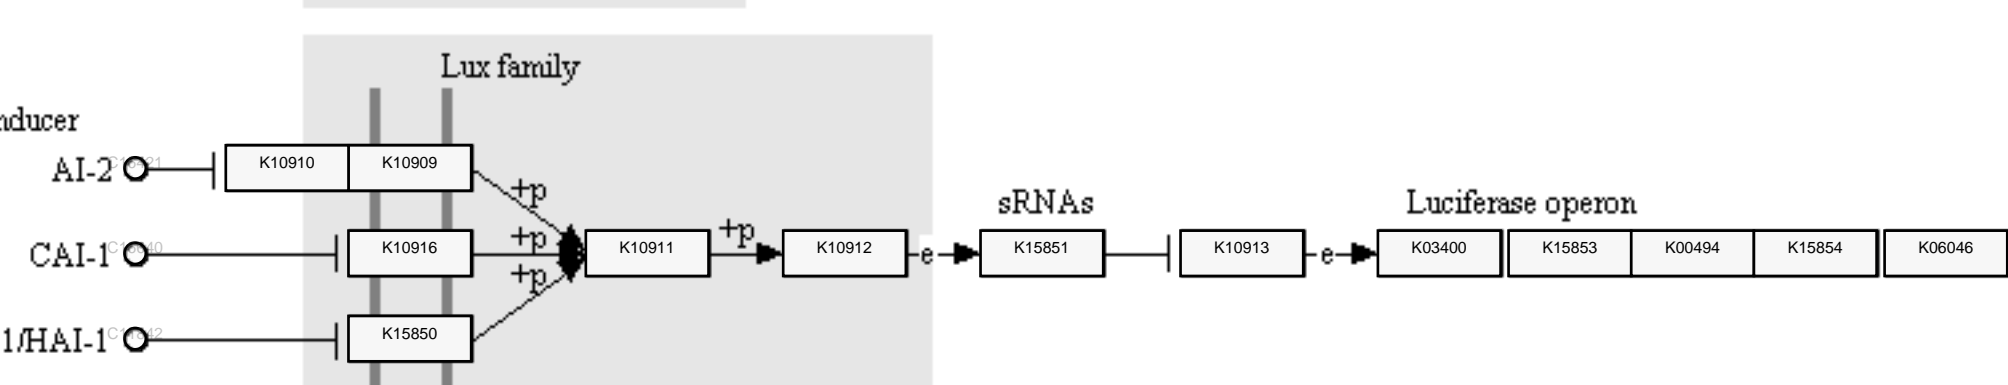 Lux family
nducer
AI-2
K10910
K10909
+p
sRNAs
Luciferase operon
CAI-1
K10916
+p
K10911
+p
K10912
e
K15851
K10913
e
K03400
K15853
K00494
K15854
K06046
+p
1/HAI-1
K15850